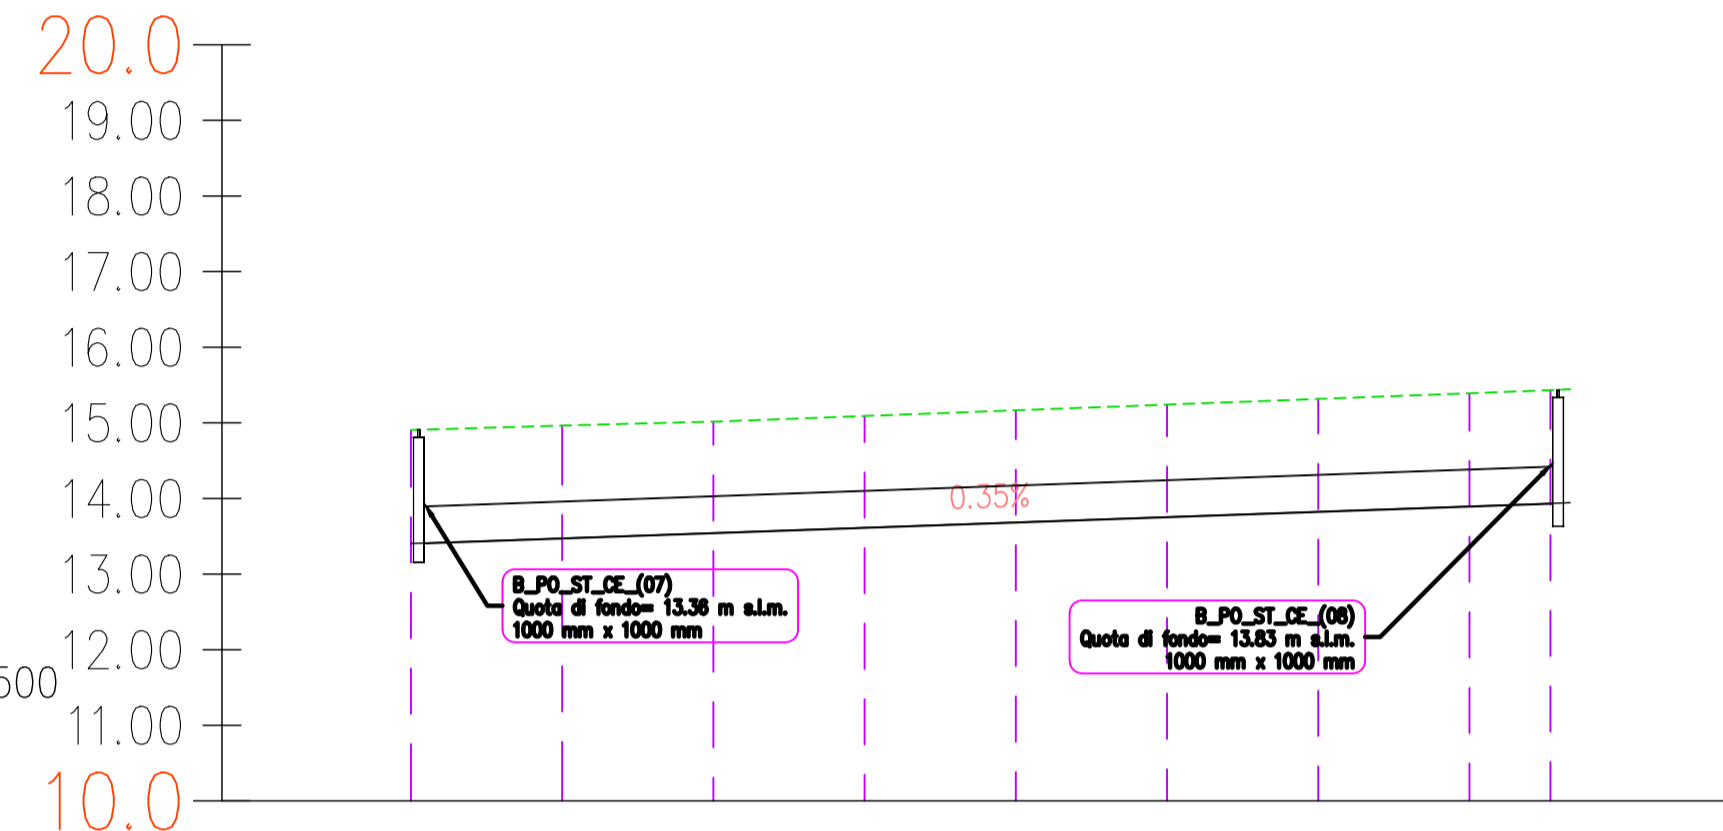 20.0
19.00
18.00
17.00
16.00
15.00
14.00
13.00
12.00
500
11.00
10.0
0.35%
B_PO_ST_CE_(07)
Quota di fondo= 13.36 m s.l.m.
1000 mm x 1000 mm
B_PO_ST_CE_(08)
Quota di fondo= 13.83 m s.l.m.
1000 mm x 1000 mm